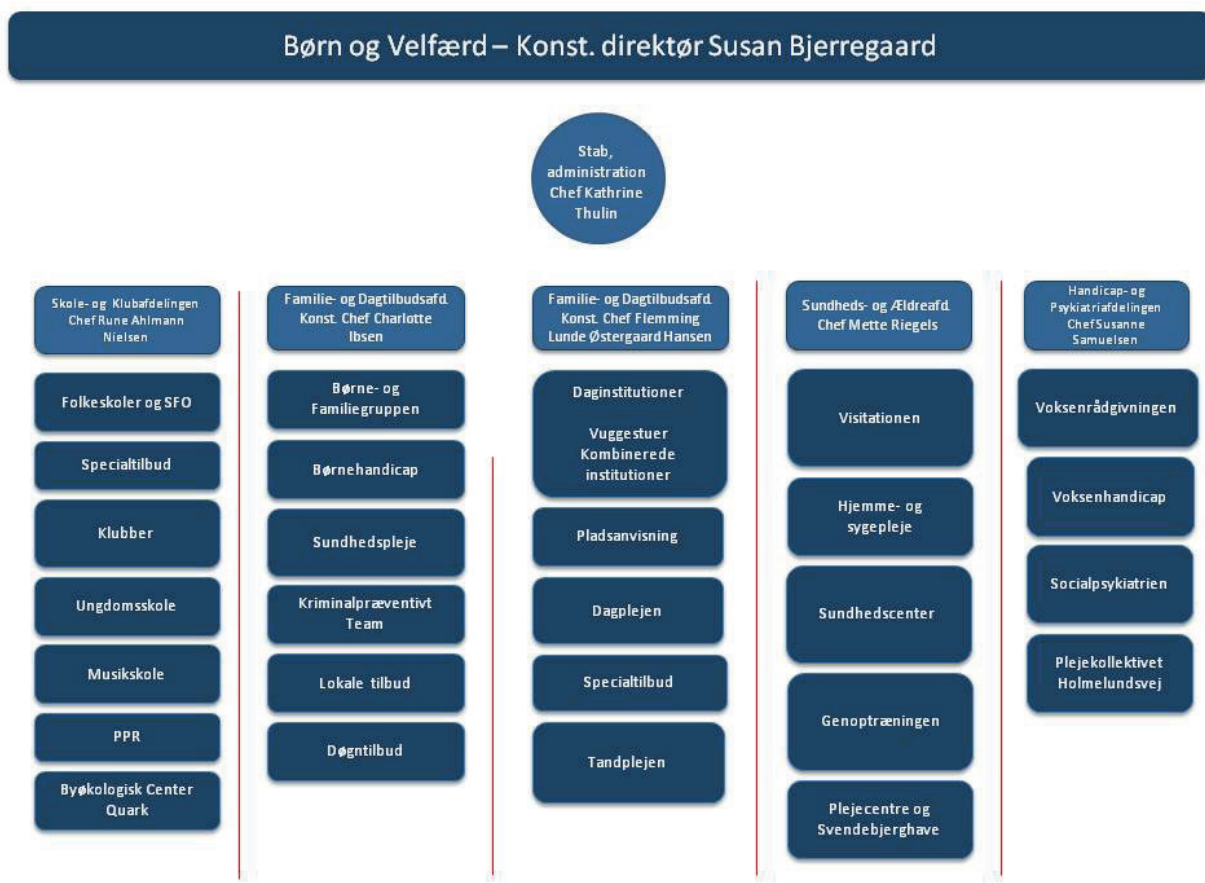 Børn og Velfærd – Konst. direktør Susan Bjerregaard
Stab,
administration
Chef Kathrine
Thulin
Skole- og Klubafdelingen
Chef Rune Ahlmann
Nielsen
Folkeskoler og SFO
Specialtilbud
Klubber
Ungdomsskole
Musikskole
PPR
Byøkologisk Center
Quark
Familie- og Dagtilbudsafd.
Konst. Chef Charlotte
Ibsen
Børne- og
Familiegruppen
Børnehandicap
Sundhedspleje
Kriminalpræventivt
Team
Lokale tilbud
Døgntilbud
Familie- og Dagtilbudsafd.
Konst. Chef Flemming
Lunde Østergaard Hansen
Daginstitutioner
Vuggestuer
Kombinerede
institutioner
Pladsanvisning
Dagplejen
Specialtilbud
Tandplejen
Sundheds- og Ældreafd.
Chef Mette Riegels
Visitationen
Hjemme- og
sygepleje
Sundhedscenter
Genoptræningen
Plejecentre og
Svendebjerghave
Handicap- og
Psykiatriafdelingen
Chef Susanne
Samuelsen
Voksenrådgivningen
Voksenhandicap
Socialpsykiatrien
Plejekollektivet
Holmelundsvej